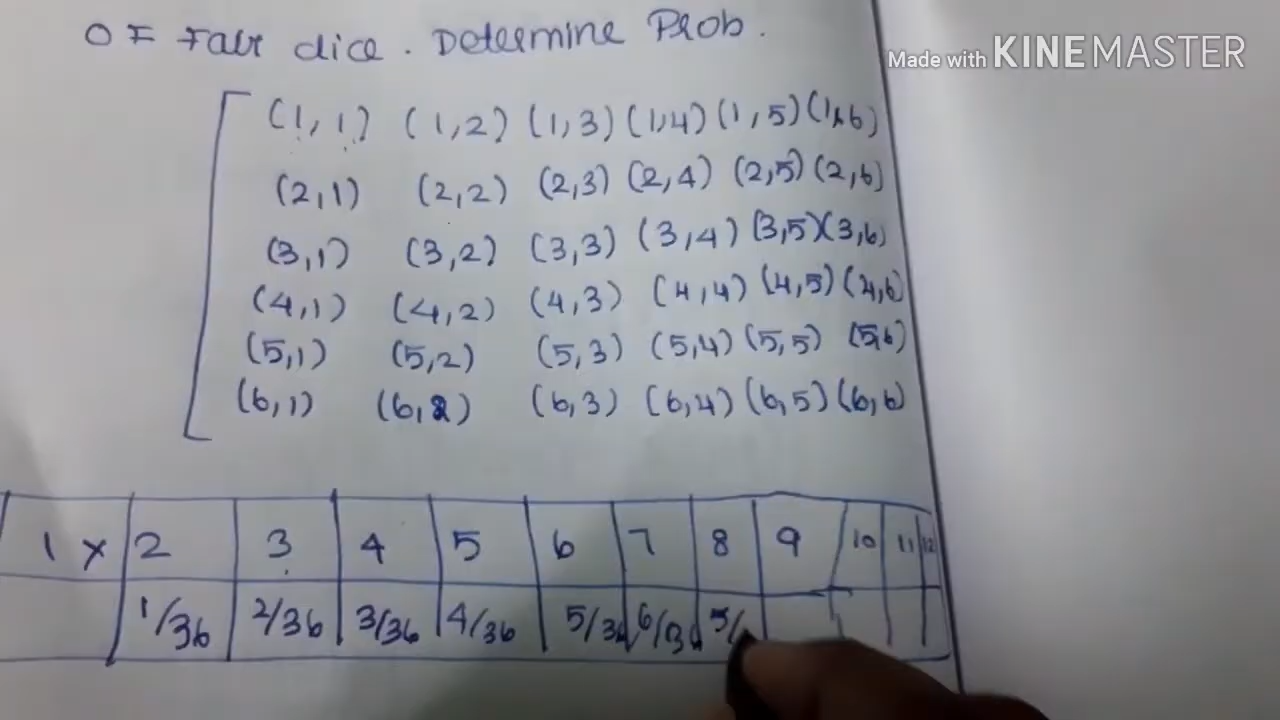 OF Fair dice. Determine Prob.
Made with KINEMASTER
(1,1) (1,2) (1,3) (1,4) (1,5) (1,6)
(2,1) (2,2) (2,3) (2,4) (2,5) (2,6)
(3,1) (3,2) (3,3) (3,4) (3,5) (3,6)
(4,1) (4,2) (4,3) (4,4) (4,5) (4,6)
(5,1) (5,2) (5,3) (5,4) (5,5) (5,6)
(6,1) (6,2) (6,3) (6,4) (6,5) (6,6)
1 x 2 3 4 5 6 7 8 9 10 11 12
1/36 2/36 3/36 4/36 5/36 6/36 5/